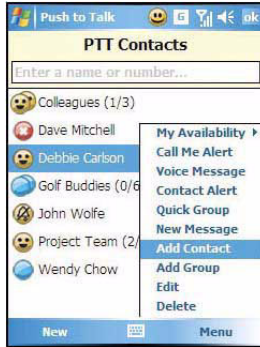 Push to Talk G ok
PTT Contacts
Enter a name or number...
Colleagues (1/3)
Dave Mitchell
Debbie Carlson
Golf Buddies (0/6
John Wolfe
Project Team (2/
Wendy Chow
My Availability
Call Me Alert
Voice Message
Contact Alert
Quick Group
New Message
Add Contact
Add Group
Edit
Delete
New Menu